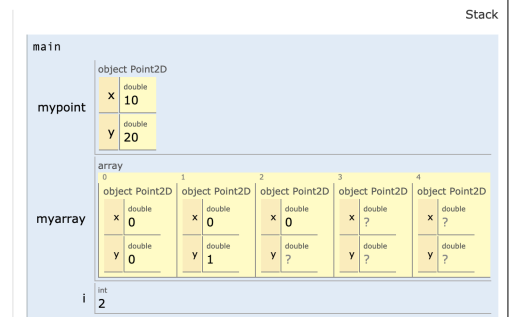 Stack
main
object Point2D
mypoint
x double 10
y double 20
array
myarray
0 1 2 3 4
object Point2D object Point2D object Point2D object Point2D object Point2D
x double 0 x double 0 x double 0 x double ? x double ?
y double 0 y double 1 y double ? y double ? y double ?
i int 2